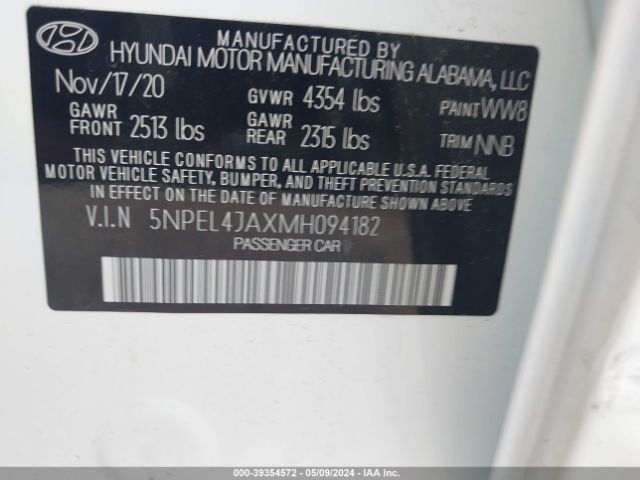 MANUFACTURED BY
HYUNDAI MOTOR MANUFACTURING ALABAMA, LLC
Nov/17/20 GVWR 4354 lbs PAINT WW8
GAWR FRONT 2513 lbs GAWR REAR 2315 lbs TRIM NNB
THIS VEHICLE CONFORMS TO ALL APPLICABLE U.S.A. FEDERAL
MOTOR VEHICLE SAFETY, BUMPER, AND THEFT PREVENTION STANDARDS
IN EFFECT ON THE DATE OF MANUFACTURE SHOWN ABOVE.
V.I.N 5NPEL4JAXMH094182
PASSENGER CAR
000-39354572 - 05/09/2024 - IAA Inc.